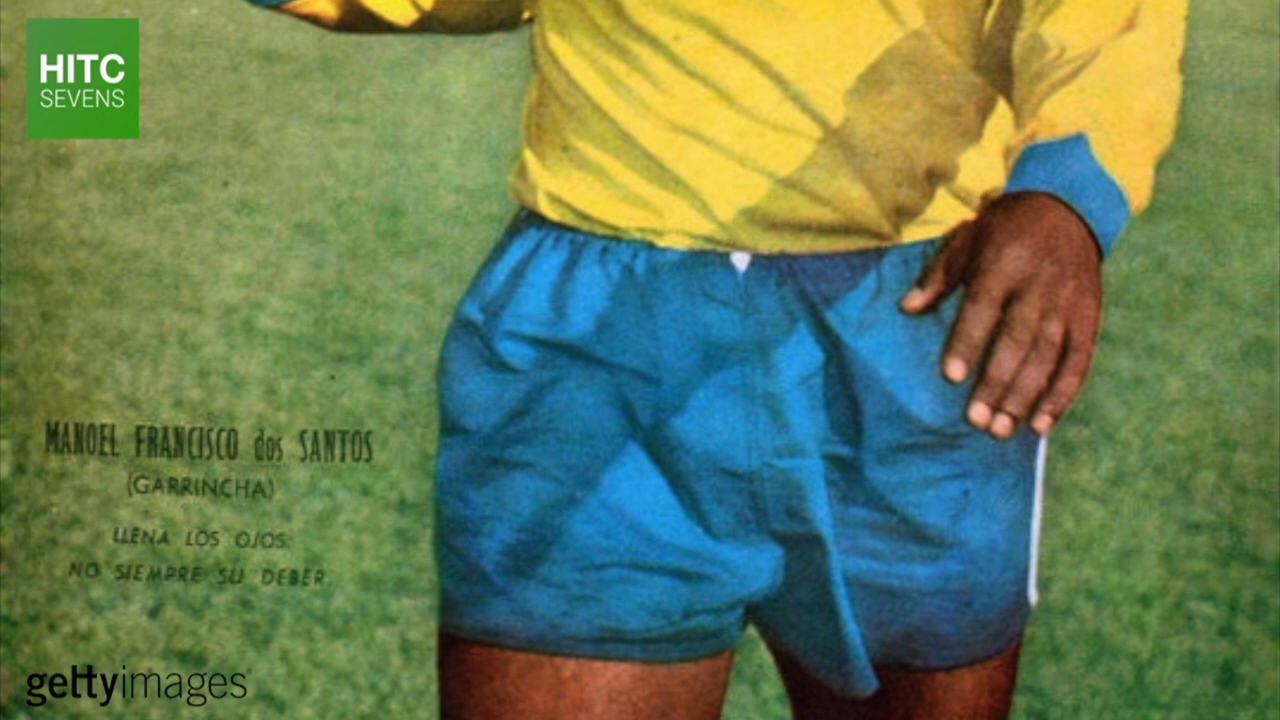 HITC
SEVENS
MANOEL FRANCISCO dos SANTOS
(GARRINCHA)
LLENA LOS OJOS.
NO SIEMPRE SU DEBER.
gettyimages